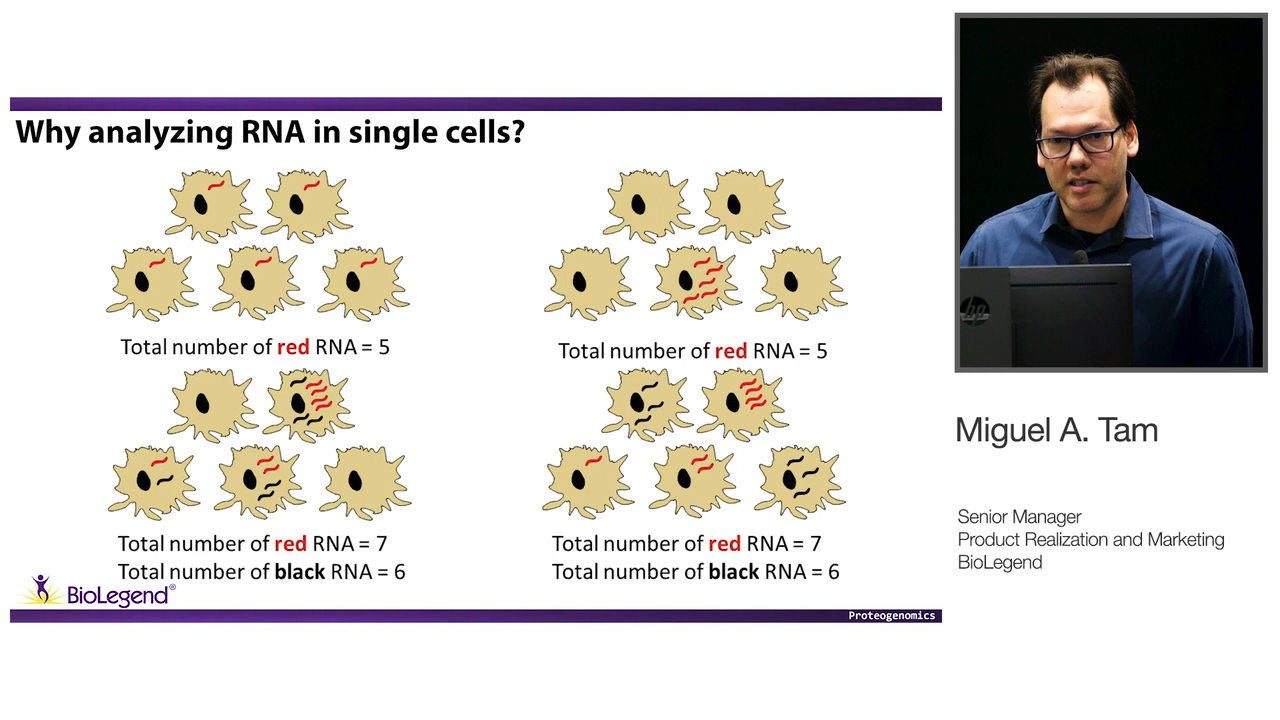 Why analyzing RNA in single cells?
Total number of red RNA = 5
Total number of red RNA = 5
Total number of red RNA = 7
Total number of black RNA = 6
Total number of red RNA = 7
Total number of black RNA = 6
BioLegend®
Proteogenomics
hp
Miguel A. Tam
Senior Manager
Product Realization and Marketing
BioLegend